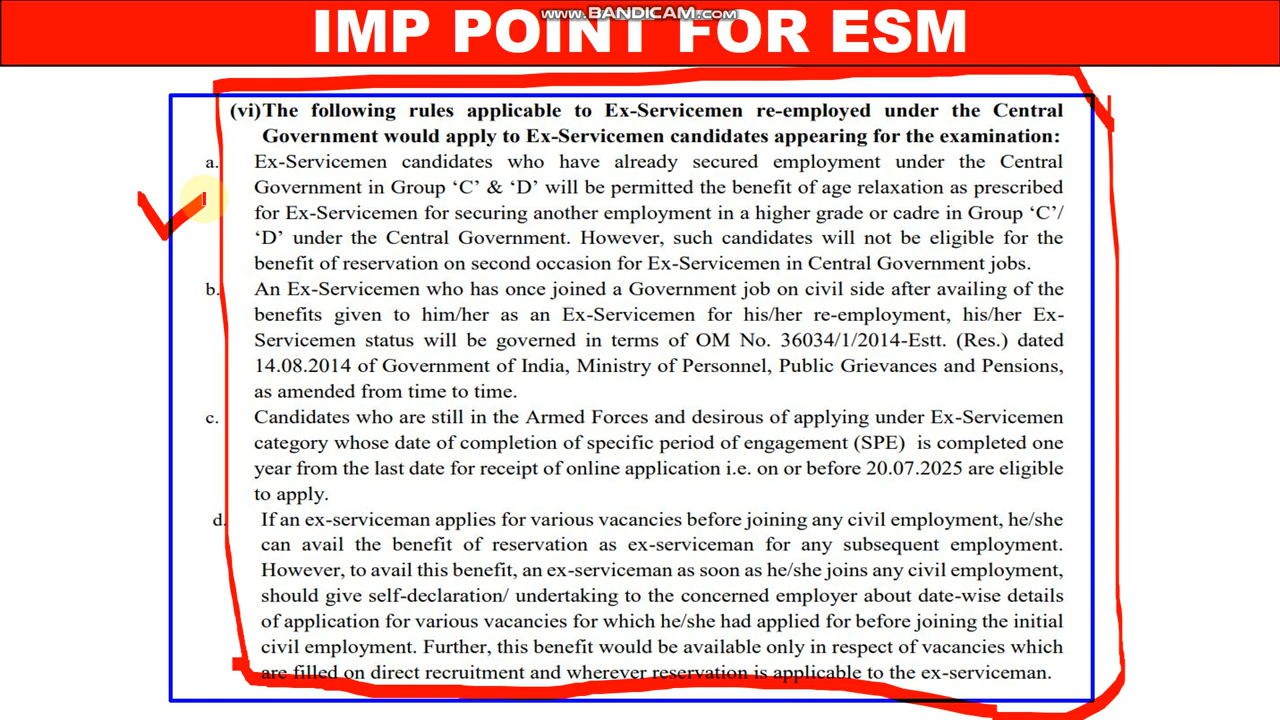 www.BANDICAM.com
IMP POINT FOR ESM
(vi)The following rules applicable to Ex-Servicemen re-employed under the Central
Government would apply to Ex-Servicemen candidates appearing for the examination:
a. Ex-Servicemen candidates who have already secured employment under the Central
Government in Group ‘C’ & ‘D’ will be permitted the benefit of age relaxation as prescribed
for Ex-Servicemen for securing another employment in a higher grade or cadre in Group ‘C’/
‘D’ under the Central Government. However, such candidates will not be eligible for the
benefit of reservation on second occasion for Ex-Servicemen in Central Government jobs.
b. An Ex-Servicemen who has once joined a Government job on civil side after availing of the
benefits given to him/her as an Ex-Servicemen for his/her re-employment, his/her Ex-
Servicemen status will be governed in terms of OM No. 36034/1/2014-Estt. (Res.) dated
14.08.2014 of Government of India, Ministry of Personnel, Public Grievances and Pensions,
as amended from time to time.
c. Candidates who are still in the Armed Forces and desirous of applying under Ex-Servicemen
category whose date of completion of specific period of engagement (SPE) is completed one
year from the last date for receipt of online application i.e. on or before 20.07.2025 are eligible
to apply.
d. If an ex-serviceman applies for various vacancies before joining any civil employment, he/she
can avail the benefit of reservation as ex-serviceman for any subsequent employment.
However, to avail this benefit, an ex-serviceman as soon as he/she joins any civil employment,
should give self-declaration/ undertaking to the concerned employer about date-wise details
of application for various vacancies for which he/she had applied for before joining the initial
civil employment. Further, this benefit would be available only in respect of vacancies which
are filled on direct recruitment and wherever reservation is applicable to the ex-serviceman.